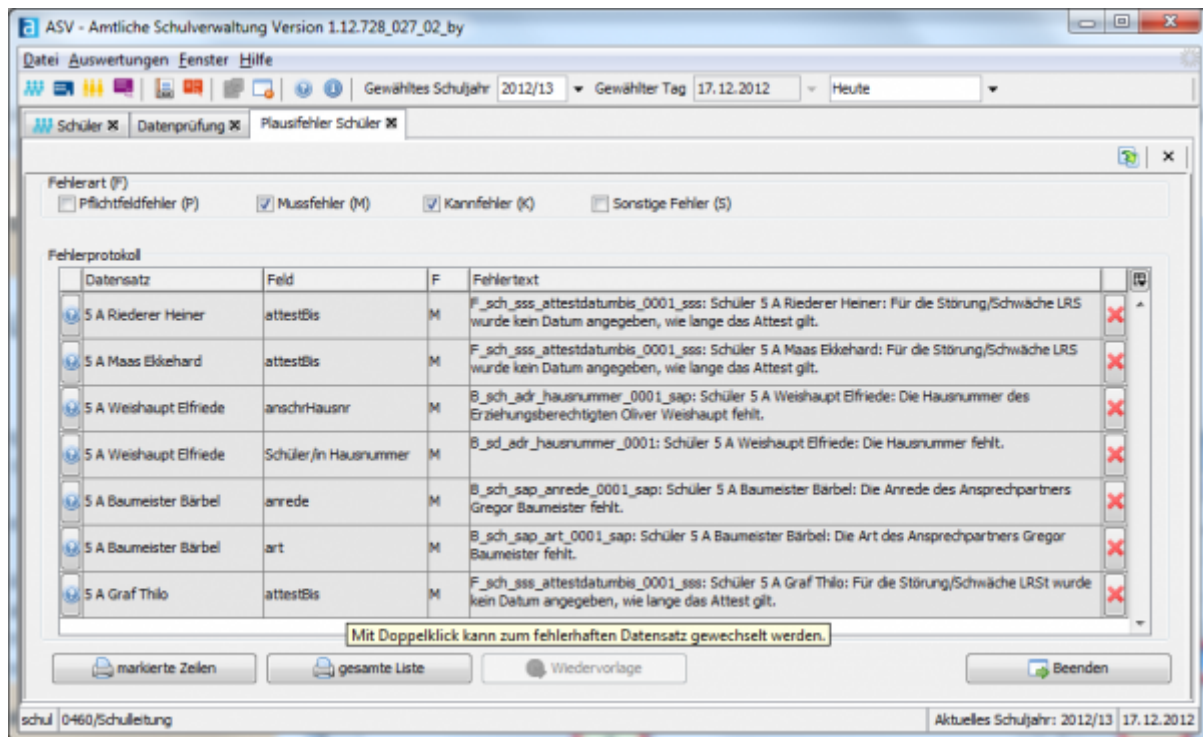 ASV - Amtliche Schulverwaltung Version 1.12.728_027_02_by
Datei Auswertungen Fenster Hilfe
Gewähltes Schuljahr 2012/13 Gewählter Tag 17.12.2012 Heute
Schüler Datenprüfung Plausifehler Schüler
Fehlerart (F)
Pflichtfeldfehler (P) Mussfehler (M) Kannfehler (K) Sonstige Fehler (S)
Fehlerprotokoll
Datensatz Feld F Fehlertext
5 A Riederer Heiner attestBis M F_sch_sss_attestdatumbis_0001_sss: Schüler 5 A Riederer Heiner: Für die Störung/Schwäche LRS
wurde kein Datum angegeben, wie lange das Attest gilt.
5 A Maas Ekkehard attestBis M F_sch_sss_attestdatumbis_0001_sss: Schüler 5 A Maas Ekkehard: Für die Störung/Schwäche LRS
wurde kein Datum angegeben, wie lange das Attest gilt.
5 A Weishaupt Elfriede anschrHausnr M B_sch_adr_hausnummer_0001_sap: Schüler 5 A Weishaupt Elfriede: Die Hausnummer des
Erziehungsberechtigten Oliver Weishaupt fehlt.
5 A Weishaupt Elfriede Schüler/in Hausnummer M B_sd_adr_hausnummer_0001: Schüler 5 A Weishaupt Elfriede: Die Hausnummer fehlt.
5 A Baumeister Bärbel anrede M B_sch_sap_anrede_0001_sap: Schüler 5 A Baumeister Bärbel: Die Anrede des Ansprechpartners
Gregor Baumeister fehlt.
5 A Baumeister Bärbel art M B_sch_sap_art_0001_sap: Schüler 5 A Baumeister Bärbel: Die Art des Ansprechpartners Gregor
Baumeister fehlt.
5 A Graf Thilo attestBis M F_sch_sss_attestdatumbis_0001_sss: Schüler 5 A Graf Thilo: Für die Störung/Schwäche LRSt wurde
kein Datum angegeben, wie lange das Attest gilt.
Mit Doppelklick kann zum fehlerhaften Datensatz gewechselt werden.
markierte Zeilen gesamte Liste Wiedervorlage Beenden
schul 0460/Schulleitung Aktuelles Schuljahr: 2012/13 17.12.2012